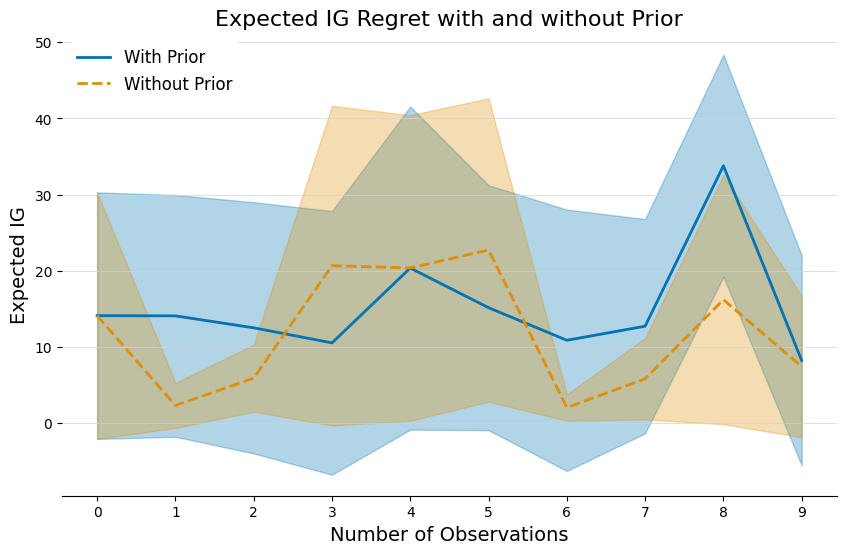 Expected IG Regret with and without Prior
With Prior
Without Prior
Expected IG
50
40
30
20
10
0
0 1 2 3 4 5 6 7 8 9
Number of Observations